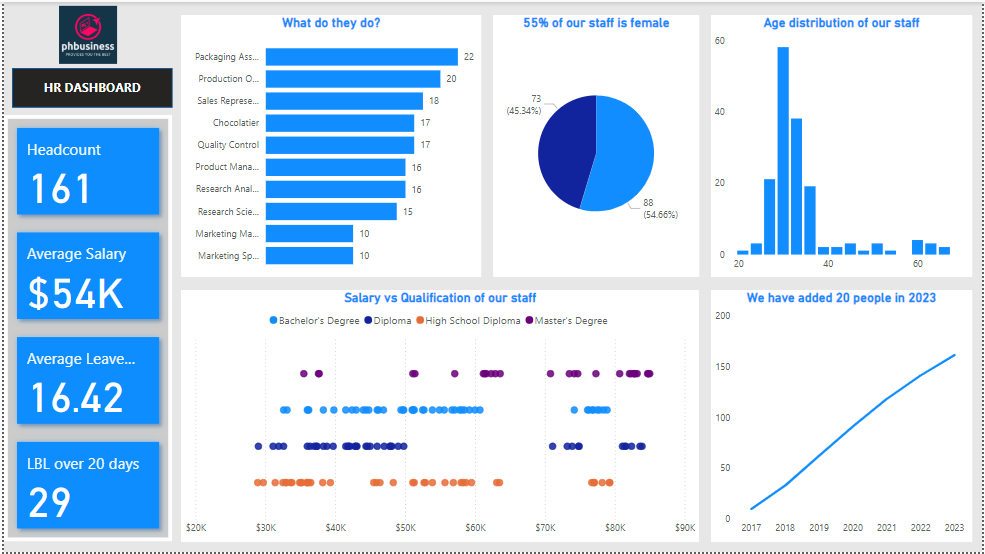 phbusiness
PROVIDES YOU THE BEST
HR DASHBOARD
Headcount
161
Average Salary
$54K
Average Leave...
16.42
LBL over 20 days
29
What do they do?
Packaging Ass... 22
Production O... 20
Sales Represe... 18
Chocolatier 17
Quality Control 17
Product Mana... 16
Research Anal... 16
Research Scie... 15
Marketing Ma... 10
Marketing Sp... 10
55% of our staff is female
73
(45.34%)
88
(54.66%)
Age distribution of our staff
60
40
20
0
20 40 60
Salary vs Qualification of our staff
Bachelor's Degree Diploma High School Diploma Master's Degree
$20K $30K $40K $50K $60K $70K $80K $90K
We have added 20 people in 2023
200
150
100
50
0
2017 2018 2019 2020 2021 2022 2023